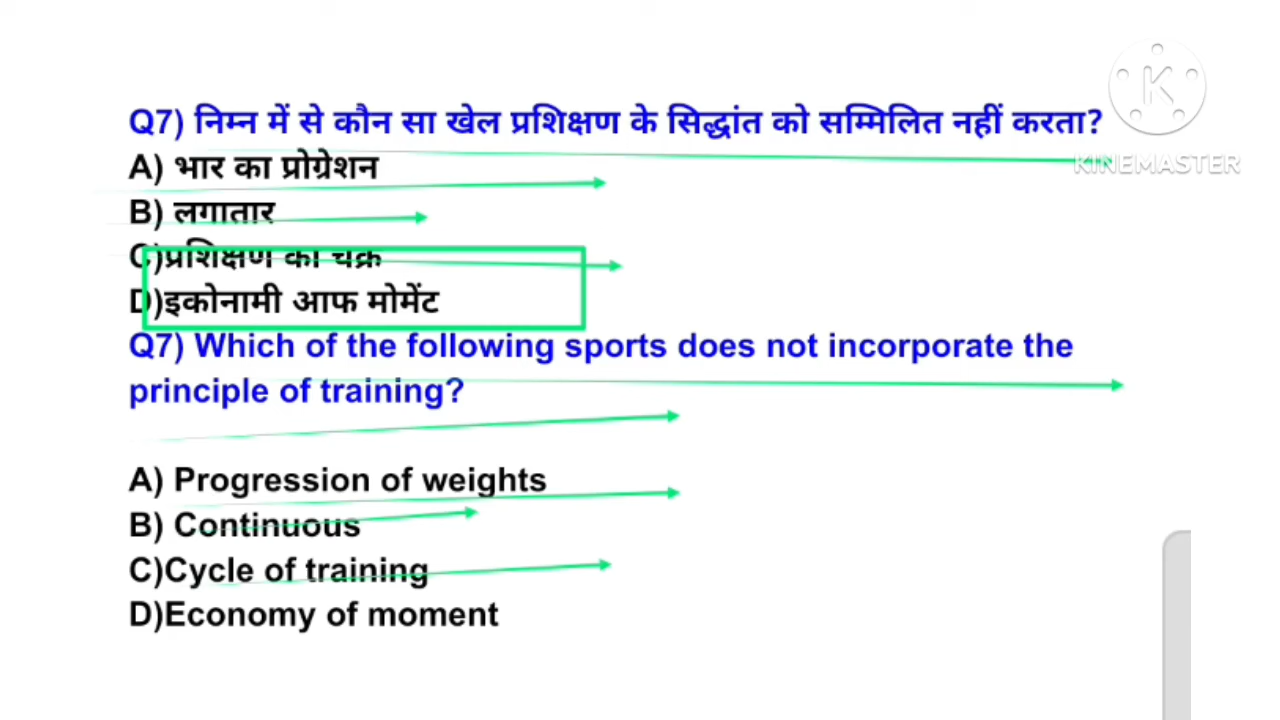 Q7) निम्न में से कौन सा खेल प्रशिक्षण के सिद्धांत को सम्मिलित नहीं करता?
KINEMASTER
A) भार का प्रोग्रेशन
B) लगातार
C)प्रशिक्षण का चक्र
D)इकोनामी आफ मोमेंट
Q7) Which of the following sports does not incorporate the
principle of training?
A) Progression of weights
B) Continuous
C)Cycle of training
D)Economy of moment